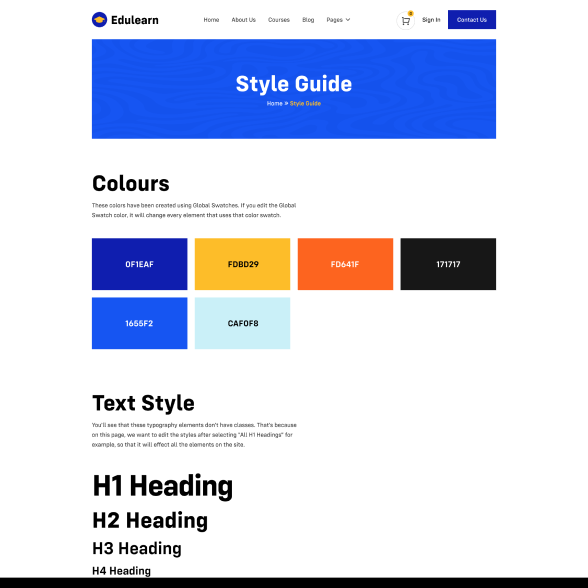 Edulearn
Home About Us Courses Blog Pages
Sign In
Contact Us
Style Guide
Home » Style Guide
Colours
These colors have been created using Global Swatches. If you edit the Global
Swatch color, it will change every element that uses that color swatch.
0F1EAF FDBD29 FD641F 171717
1655F2 CAF0F8
Text Style
You'll see that these typography elements don't have classes. That's because
on this page, we want to edit the styles after selecting "All H1 Headings" for
example, so that it will effect all the elements on the site.
H1 Heading
H2 Heading
H3 Heading
H4 Heading